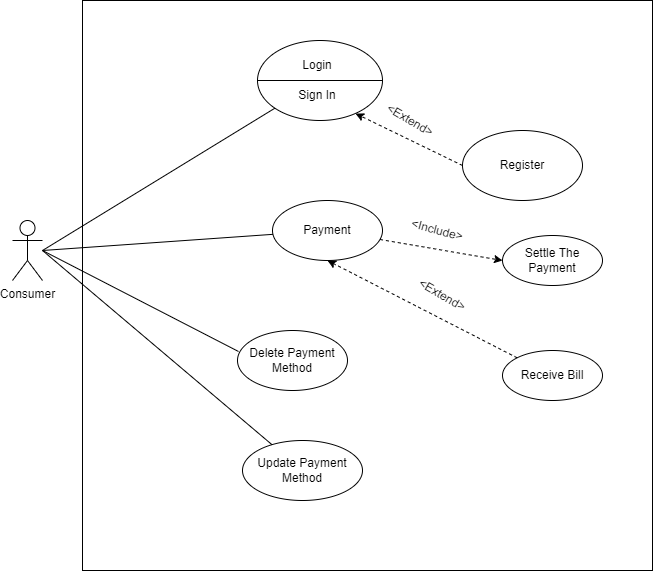 Login
Sign In
<Extend>
Register
Payment
<Include>
Settle The
Payment
Consumer
<Extend>
Delete Payment
Method
Receive Bill
Update Payment
Method